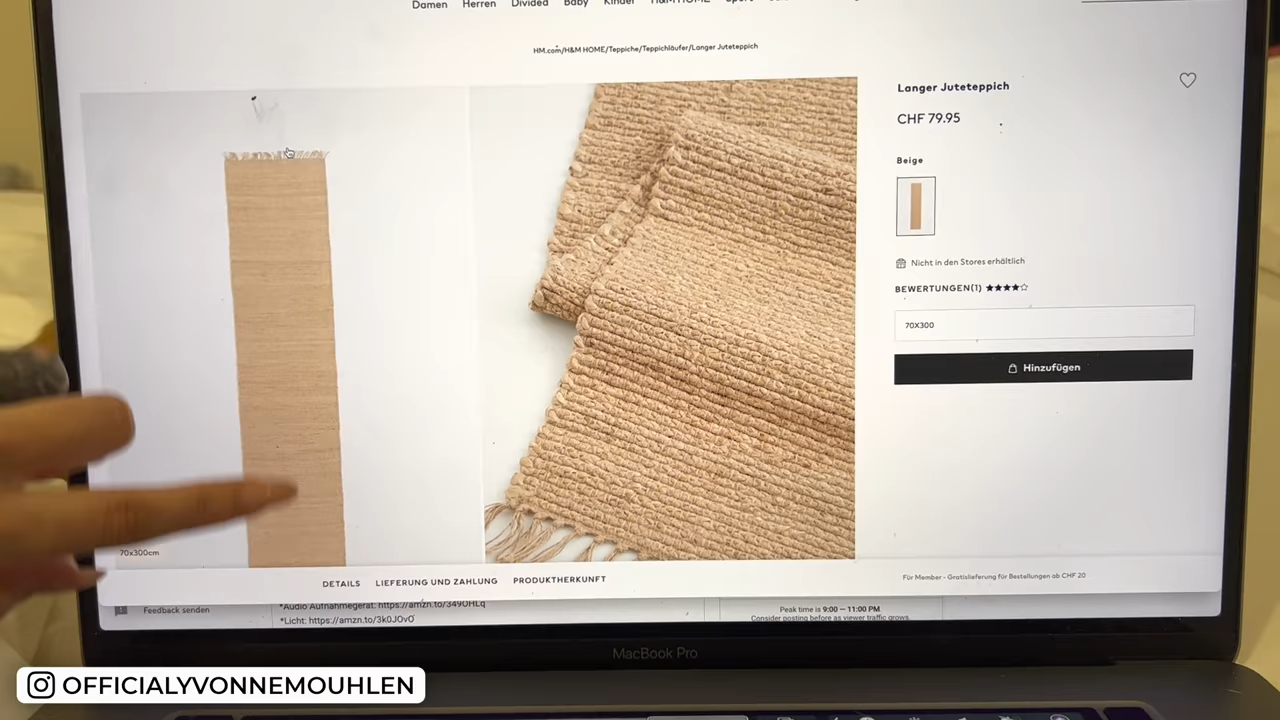 Damen Herren Divided Baby Kinder H&M HOME
HM.com/H&M HOME/Teppiche/Teppichläufer/Langer Juteteppich
Langer Juteteppich
CHF 79.95
Beige
Nicht in den Stores erhältlich
BEWERTUNGEN(1)
70X300
Hinzufügen
70x300cm
DETAILS LIEFERUNG UND ZAHLUNG PRODUKTHERKUNFT
Für Member - Gratislieferung für Bestellungen ab CHF 20
Feedback senden
*Audio Aufnahmegerät: https://amzn.to/349OHLq
*Licht: https://amzn.to/3k0JOvO
Peak time is 9:00 — 11:00 PM
Consider posting before as viewer traffic grows.
MacBook Pro
OFFICIALYVONNEMOUHLEN